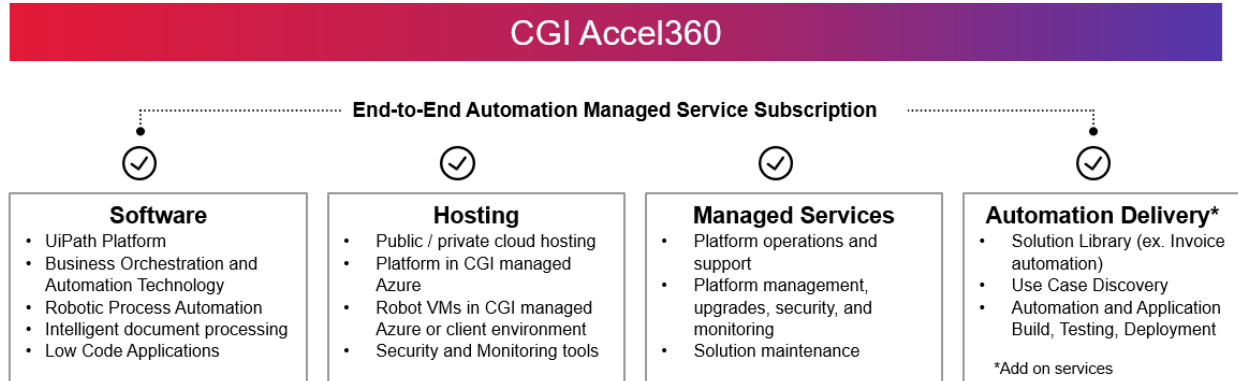 CGI Accel360
End-to-End Automation Managed Service Subscription
Software
• UiPath Platform
• Business Orchestration and
Automation Technology
• Robotic Process Automation
• Intelligent document processing
• Low Code Applications
Hosting
• Public / private cloud hosting
• Platform in CGI managed
Azure
• Robot VMs in CGI managed
Azure or client environment
• Security and Monitoring tools
Managed Services
• Platform operations and
support
• Platform management,
upgrades, security, and
monitoring
• Solution maintenance
Automation Delivery*
• Solution Library (ex. Invoice
automation)
• Use Case Discovery
• Automation and Application
Build, Testing, Deployment
*Add on services